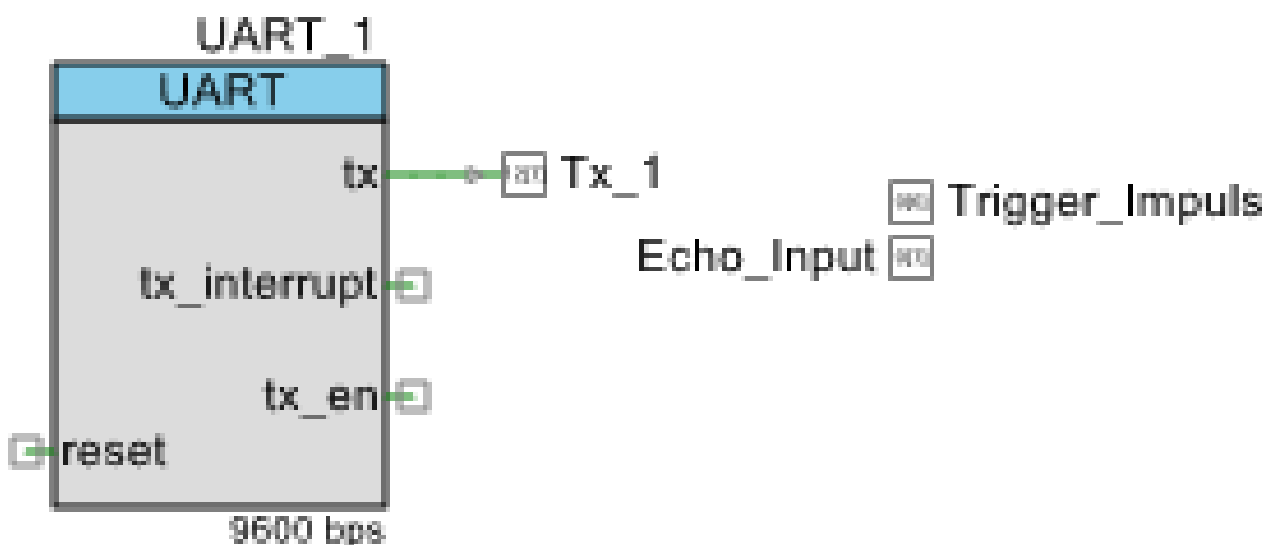 UART_1
UART
tx
Tx_1
Trigger_Impuls
Echo_Input
tx_interrupt
tx_en
reset
9600 bps